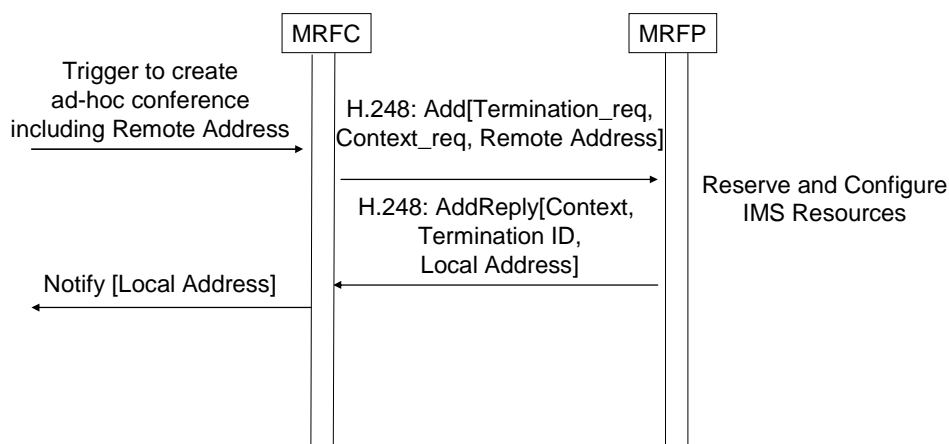 MRFC
MRFP
Trigger to create
ad-hoc conference
including Remote Address
H.248: Add[Termination_req,
Context_req, Remote Address]
Reserve and Configure
IMS Resources
H.248: AddReply[Context,
Termination ID,
Local Address]
Notify [Local Address]